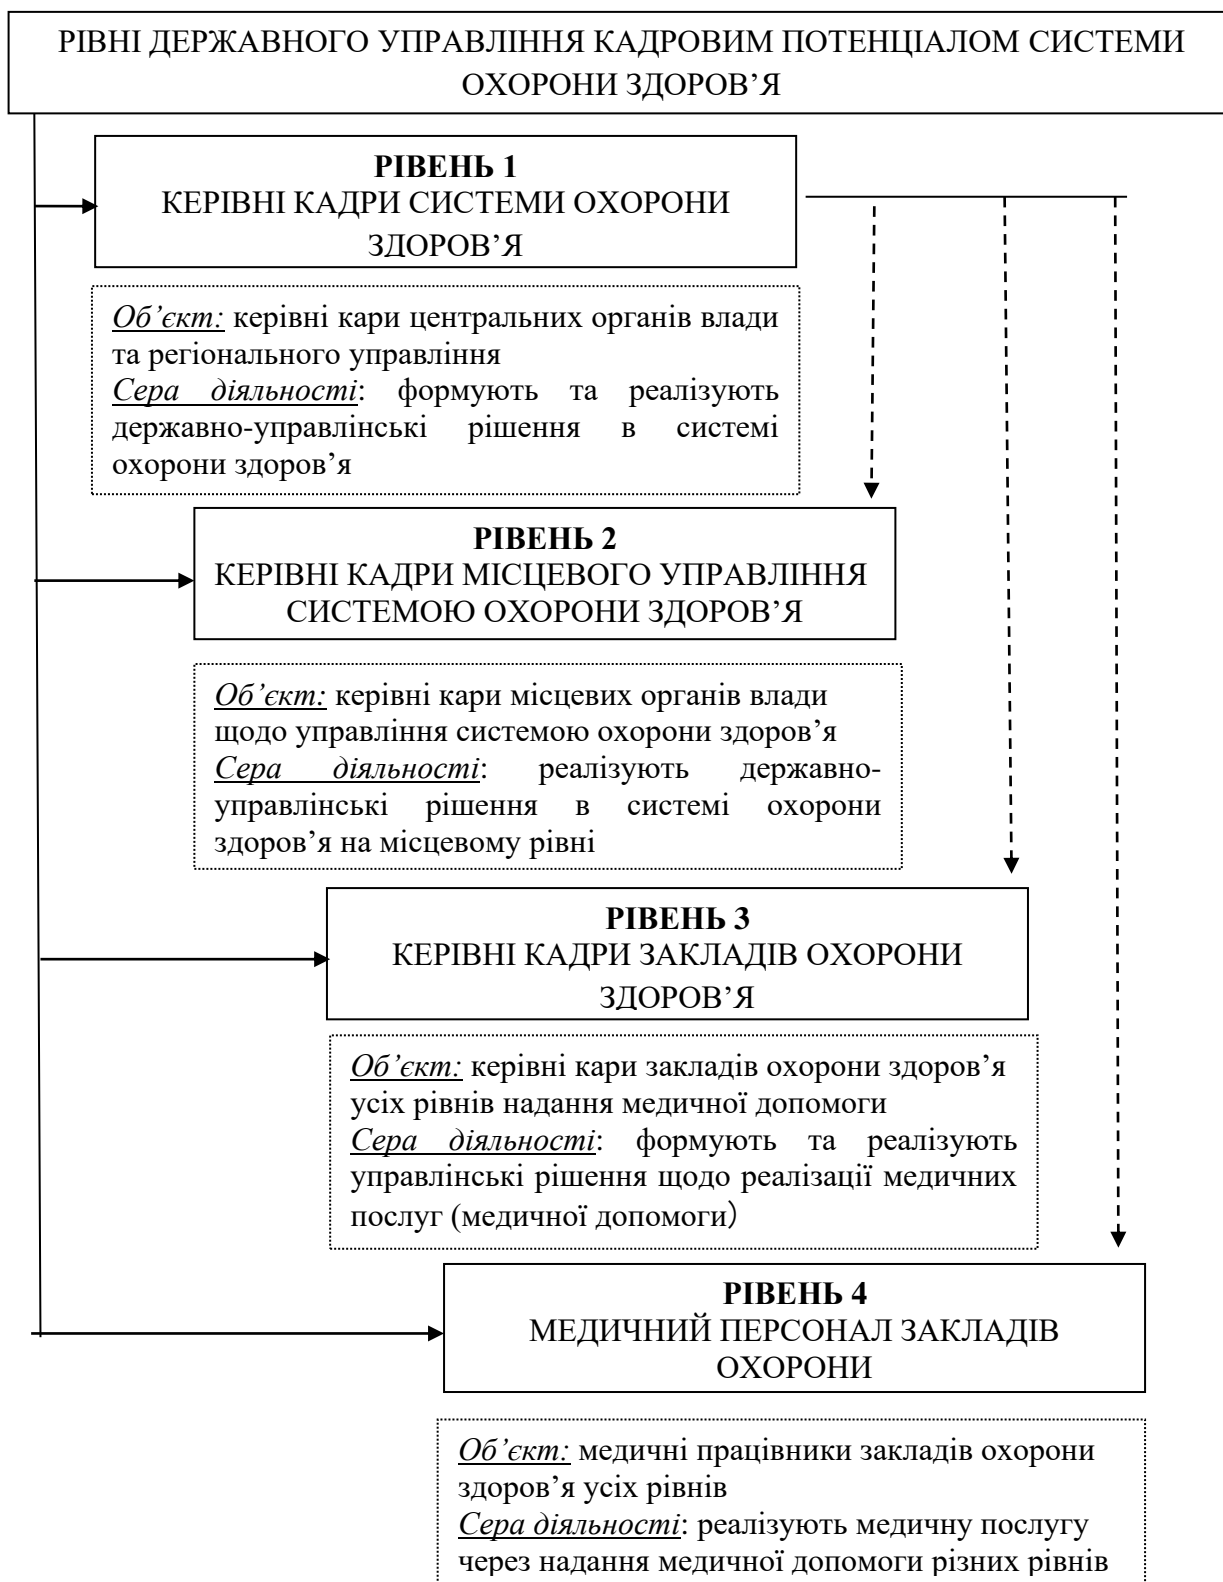 РІВНІ ДЕРЖАВНОГО УПРАВЛІННЯ КАДРОВИМ ПОТЕНЦІАЛОМ СИСТЕМИ
ОХОРОНИ ЗДОРОВ’Я
РІВЕНЬ 1
КЕРІВНІ КАДРИ СИСТЕМИ ОХОРОНИ
ЗДОРОВ’Я
Об’єкт: керівні кари центральних органів влади
та регіонального управління
Сера діяльності: формують та реалізують
державно-управлінські рішення в системі
охорони здоров’я
РІВЕНЬ 2
КЕРІВНІ КАДРИ МІСЦЕВОГО УПРАВЛІННЯ
СИСТЕМОЮ ОХОРОНИ ЗДОРОВ’Я
Об’єкт: керівні кари місцевих органів влади
щодо управління системою охорони здоров’я
Сера діяльності: реалізують державно-
управлінські рішення в системі охорони
здоров’я на місцевому рівні
РІВЕНЬ 3
КЕРІВНІ КАДРИ ЗАКЛАДІВ ОХОРОНИ
ЗДОРОВ’Я
Об’єкт: керівні кари закладів охорони здоров’я
усіх рівнів надання медичної допомоги
Сера діяльності: формують та реалізують
управлінські рішення щодо реалізації медичних
послуг (медичної допомоги)
РІВЕНЬ 4
МЕДИЧНИЙ ПЕРСОНАЛ ЗАКЛАДІВ
ОХОРОНИ
Об’єкт: медичні працівники закладів охорони
здоров’я усіх рівнів
Сера діяльності: реалізують медичну послугу
через надання медичної допомоги різних рівнів